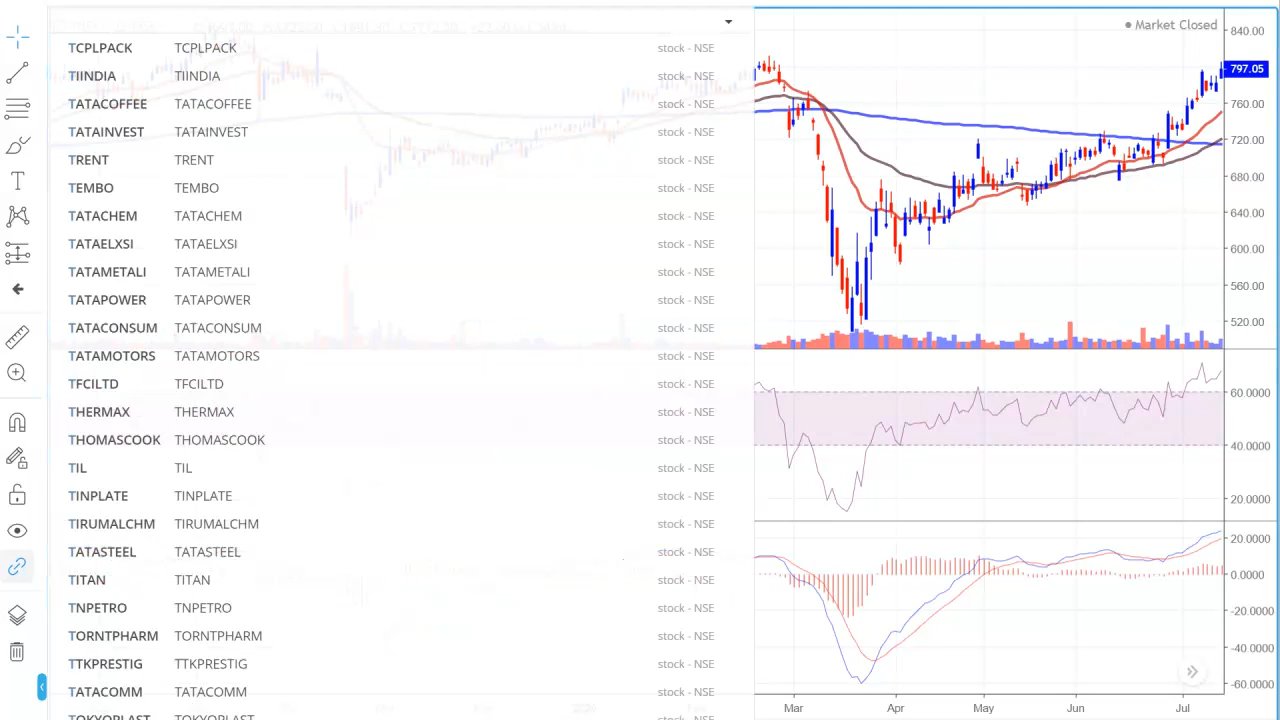 TCPLPACK TCPLPACK stock - NSE
TIINDIA TIINDIA stock - NSE
TATACOFFEE TATACOFFEE stock - NSE
TATAINVEST TATAINVEST stock - NSE
TRENT TRENT stock - NSE
TEMBO TEMBO stock - NSE
TATACHEM TATACHEM stock - NSE
TATAELXSI TATAELXSI stock - NSE
TATAMETALI TATAMETALI stock - NSE
TATAPOWER TATAPOWER stock - NSE
TATACONSUM TATACONSUM stock - NSE
TATAMOTORS TATAMOTORS stock - NSE
TFCILTD TFCILTD stock - NSE
THERMAX THERMAX stock - NSE
THOMASCOOK THOMASCOOK stock - NSE
TIL TIL stock - NSE
TINPLATE TINPLATE stock - NSE
TIRUMALCHM TIRUMALCHM stock - NSE
TATASTEEL TATASTEEL stock - NSE
TITAN TITAN stock - NSE
TNPETRO TNPETRO stock - NSE
TORNTPHARM TORNTPHARM stock - NSE
TTKPRESTIG TTKPRESTIG stock - NSE
TATACOMM TATACOMM stock - NSE
TOKYOPLAST TOKYOPLAST stock - NSE
Market Closed
840.00
797.05
760.00
720.00
680.00
640.00
600.00
560.00
520.00
60.0000
40.0000
20.0000
20.0000
0.0000
-20.0000
-40.0000
-60.0000
Mar Apr May Jun Jul